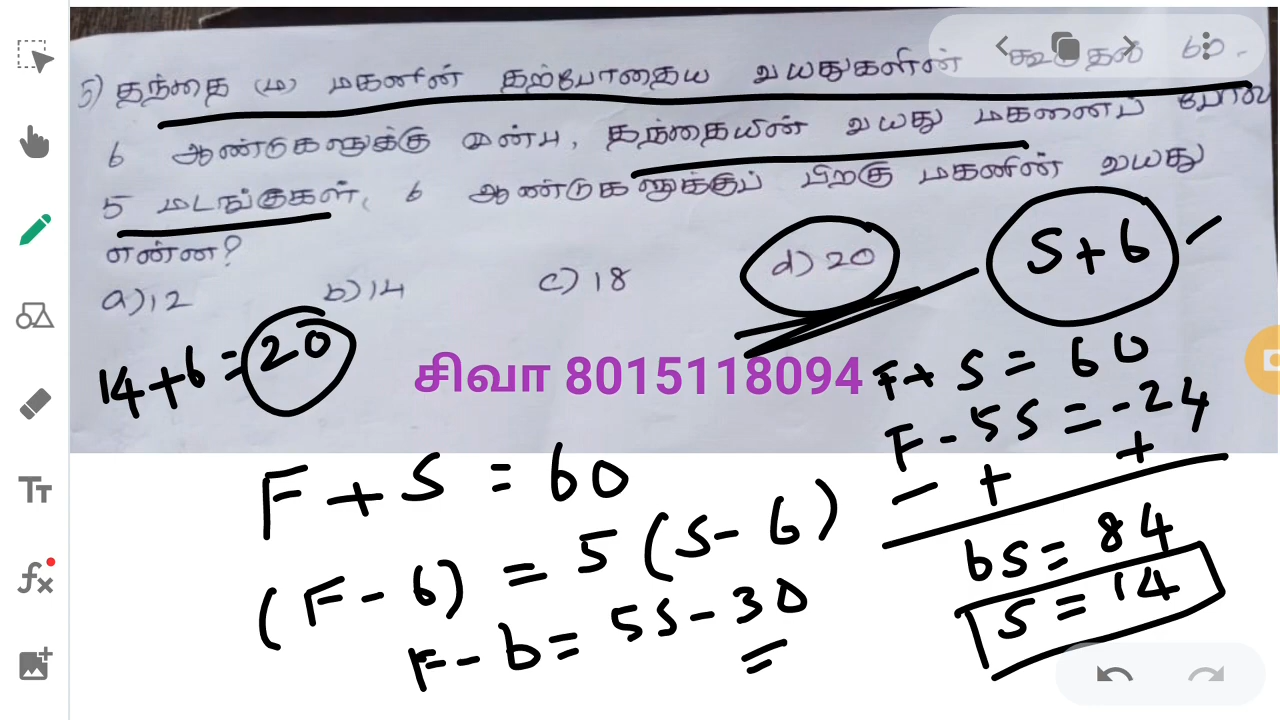 5) தந்தை (ம) மகனின் தற்போதைய வயதுகளின் கூடுதல் 60.
6 ஆண்டுகளுக்கு முன்பு, தந்தையின் வயது மகனைப் போல
5 மடங்குகள், 6 ஆண்டுகளுக்குப் பிறகு மகனின் வயது
என்ன?
a) 12 b) 14 c) 18 d) 20
S+6
14+6=20
சிவா 8015118094
F+S=60
F-5S=-24
- + +
6S=84
S=14
F+S=60
(F-6)=5(S-6)
F-6=5S-30
Tт
fx